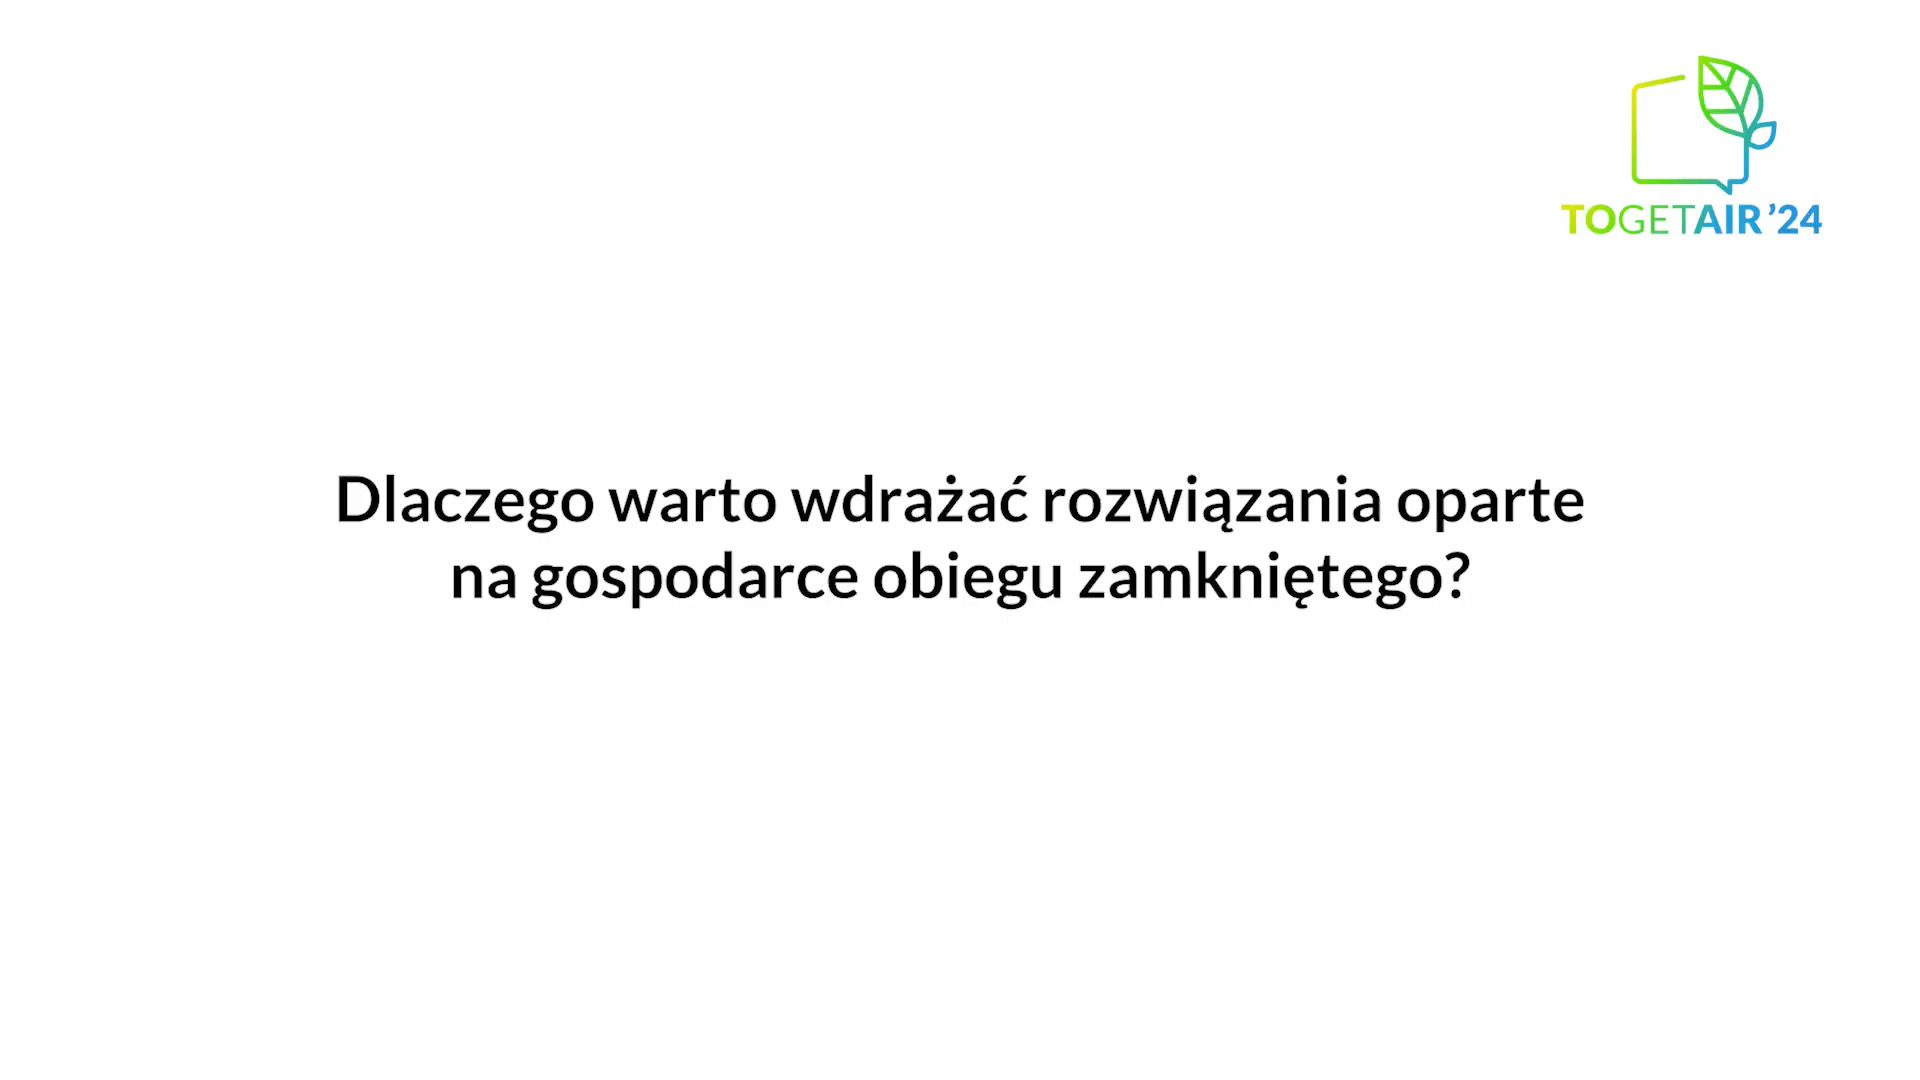 TOGETAIR ’24
Dlaczego warto wdrażać rozwiązania oparte
na gospodarce obiegu zamkniętego?